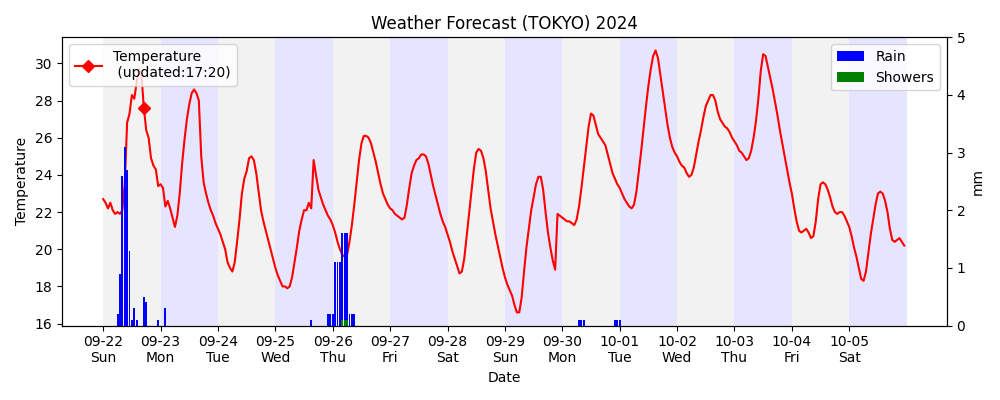 Weather Forecast (TOKYO) 2024
Temperature
(updated:17:20)
Rain
Showers
Temperature
30
28
26
24
22
20
18
16
mm
5
4
3
2
1
0
09-22 09-23 09-24 09-25 09-26 09-27 09-28 09-29 09-30 10-01 10-02 10-03 10-04 10-05
Sun Mon Tue Wed Thu Fri Sat Sun Mon Tue Wed Thu Fri Sat
Date